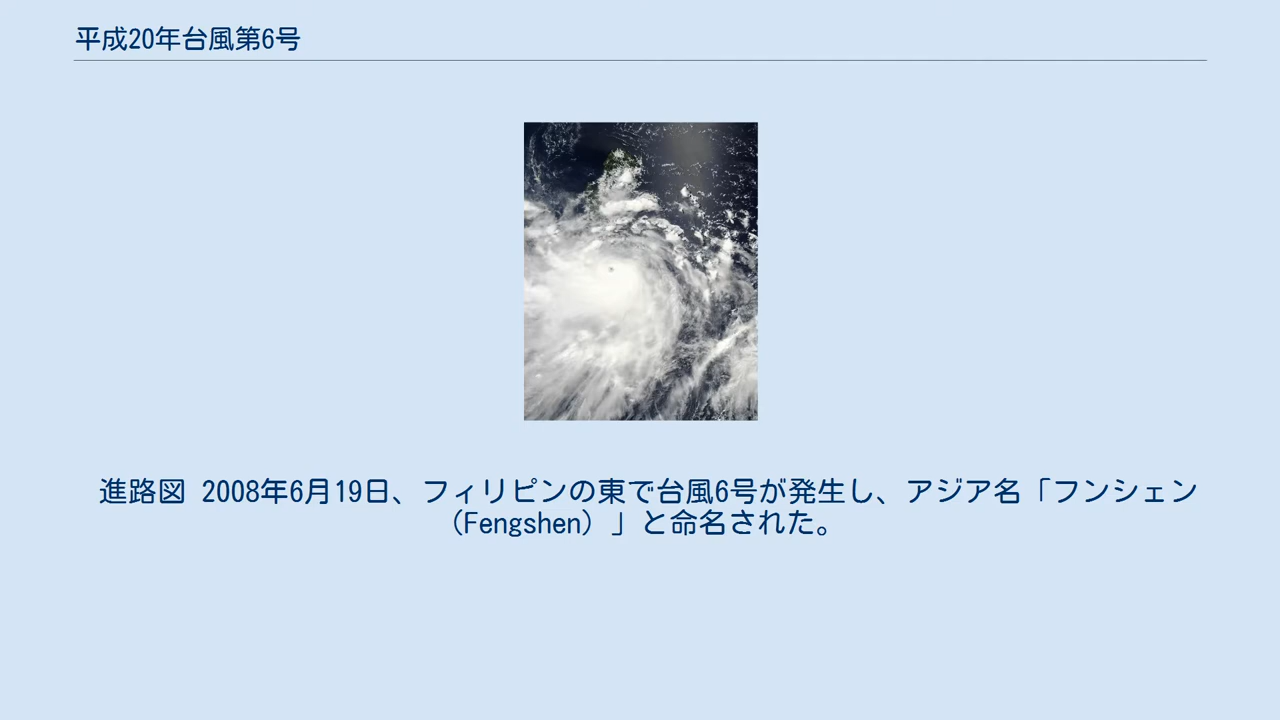 平成20年台風第6号
進路図 2008年6月19日、フィリピンの東で台風6号が発生し、アジア名「フンシェン
（Fengshen）」と命名された。